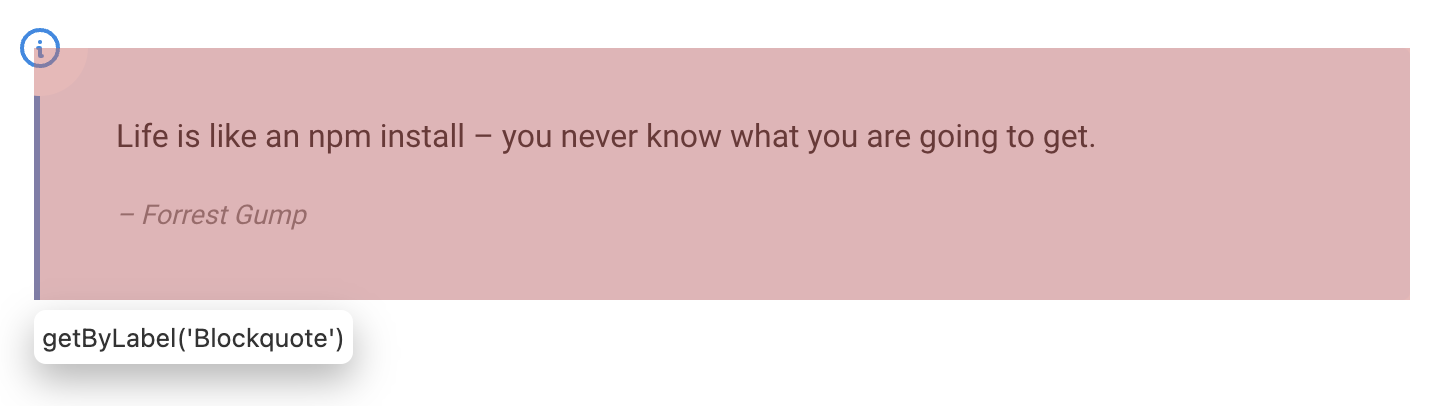 Life is like an npm install – you never know what you are going to get.
– Forrest Gump
getByLabel('Blockquote')